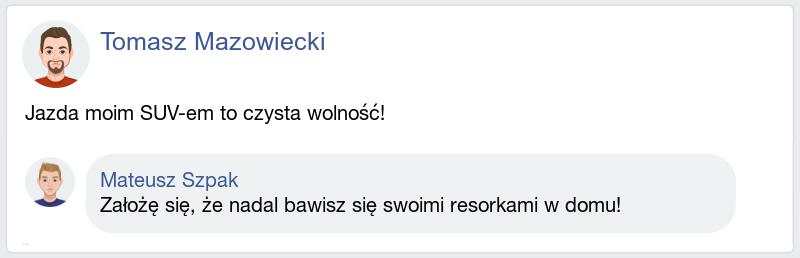 Tomasz Mazowiecki
Jazda moim SUV-em to czysta wolność!
Mateusz Szpak
Założę się, że nadal bawisz się swoimi resorkami w domu!